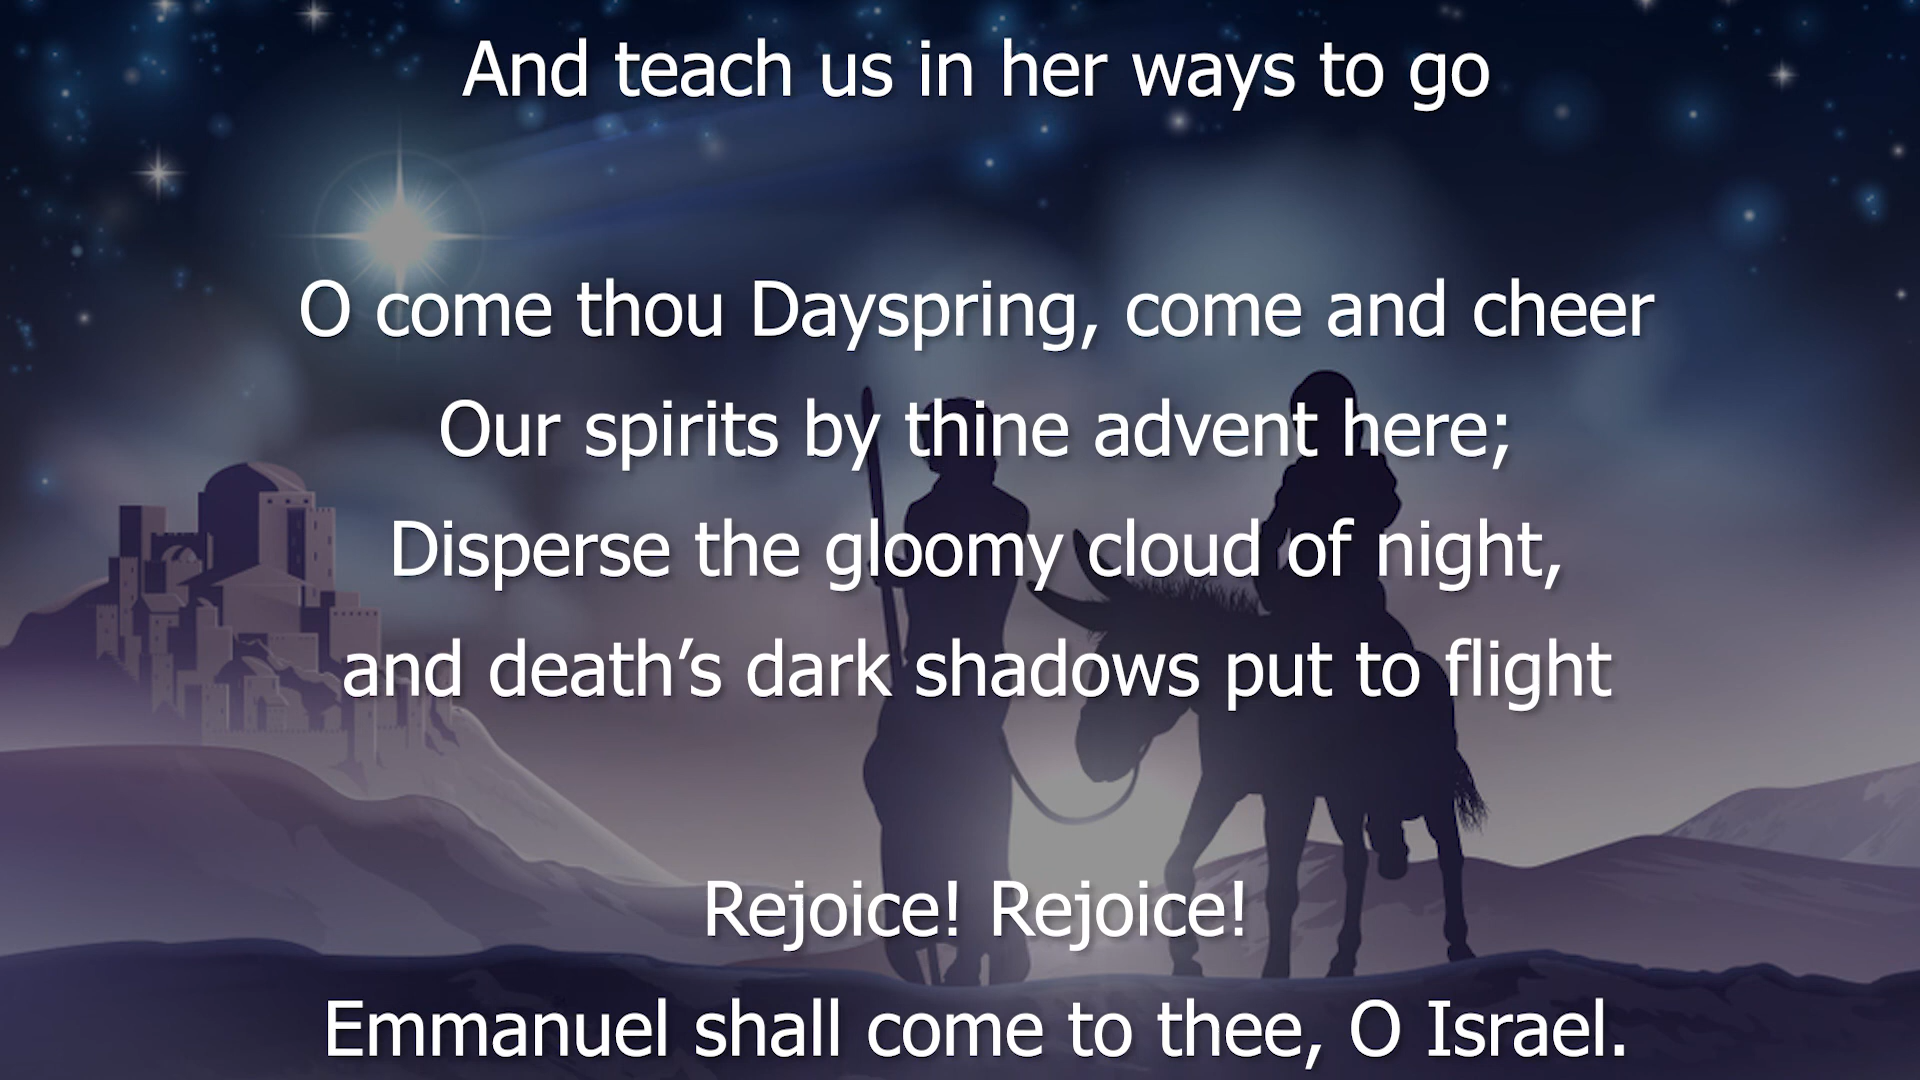 And teach us in her ways to go
O come thou Dayspring, come and cheer
Our spirits by thine advent here;
Disperse the gloomy cloud of night,
and death’s dark shadows put to flight
Rejoice! Rejoice!
Emmanuel shall come to thee, O Israel.